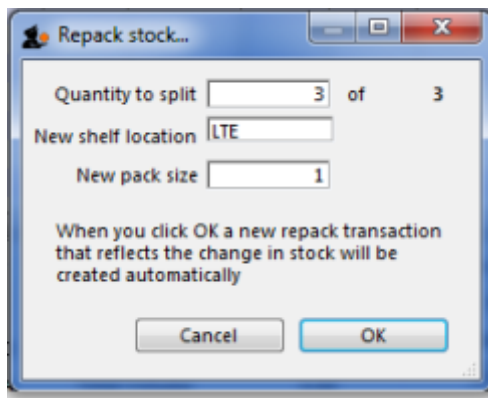 Repack stock...
Quantity to split 3 of 3
New shelf location LTE
New pack size 1
When you click OK a new repack transaction
that reflects the change in stock will be
created automatically
Cancel OK